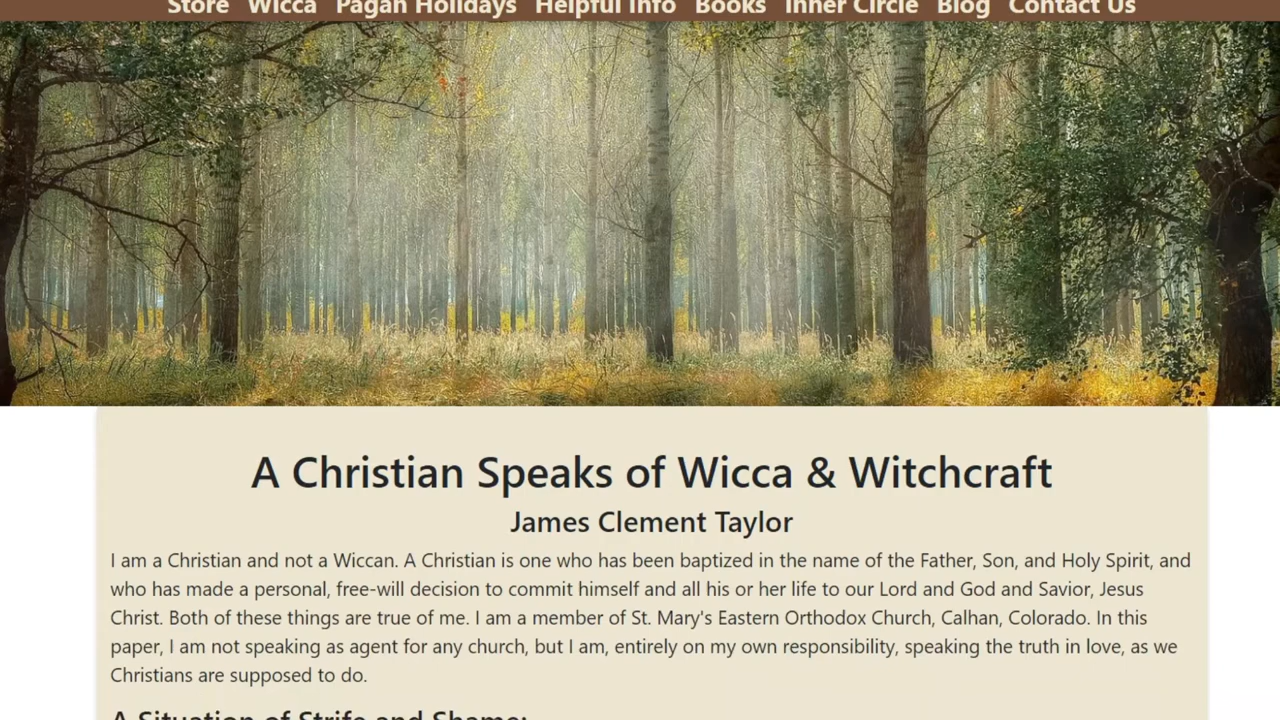 Store Wicca Pagan Holidays Helpful Info Books Inner Circle Blog Contact Us
A Christian Speaks of Wicca & Witchcraft
James Clement Taylor
I am a Christian and not a Wiccan. A Christian is one who has been baptized in the name of the Father, Son, and Holy Spirit, and
who has made a personal, free-will decision to commit himself and all his or her life to our Lord and God and Savior, Jesus
Christ. Both of these things are true of me. I am a member of St. Mary's Eastern Orthodox Church, Calhan, Colorado. In this
paper, I am not speaking as agent for any church, but I am, entirely on my own responsibility, speaking the truth in love, as we
Christians are supposed to do.
A Situation of Strife and Shame: